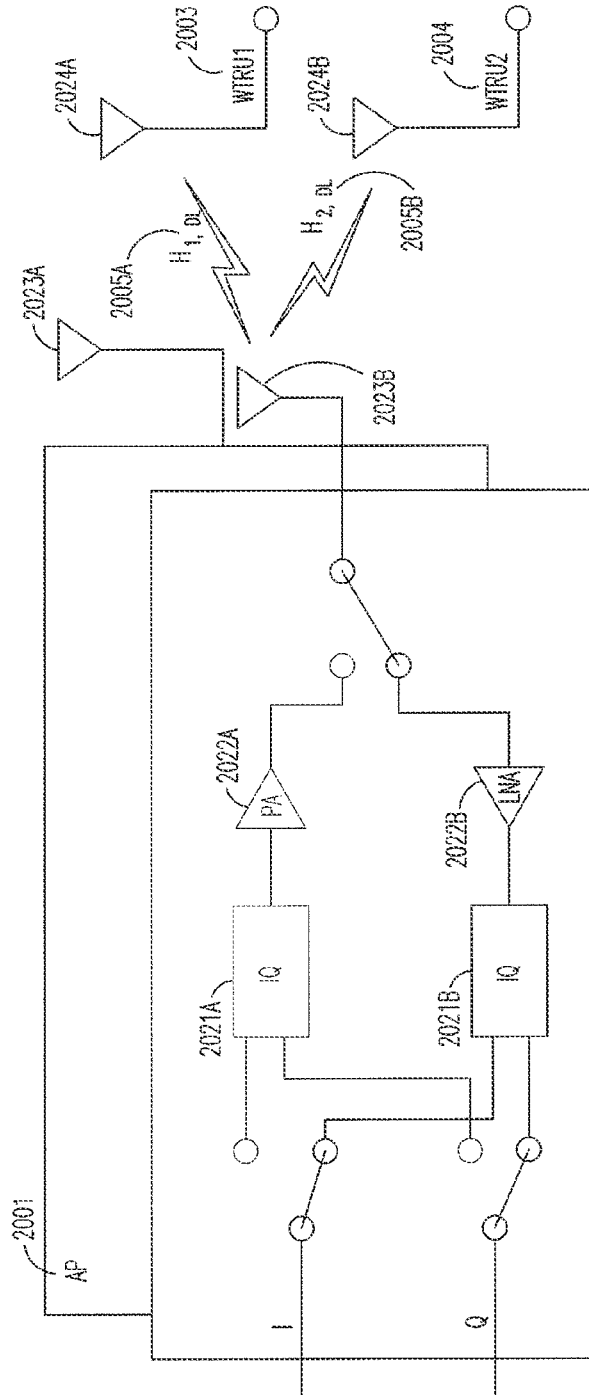 2001
AP
I
Q
2021A
IQ
2021B
IQ
2022A
PA
2022B
LNA
2023A
2023B
2005A
H1, DL
H2, DL
2005B
2024A
2003
WTRU1
2024B
2004
WTRU2